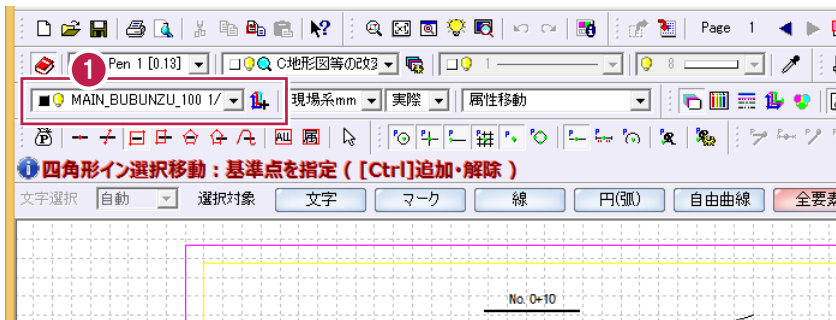 Page 1
Pen 1 [0.13] C地形図等の改3 1 8
1 MAIN_BUBUNZU_100 1/ 現場系mm 実際 属性移動
ALL 属
四角形イン選択移動：基準点を指定 ( [Ctrl]追加・解除 )
文字選択 自動 選択対象 文字 マーク 線 円(弧) 自由曲線 全要素
No. 0+10